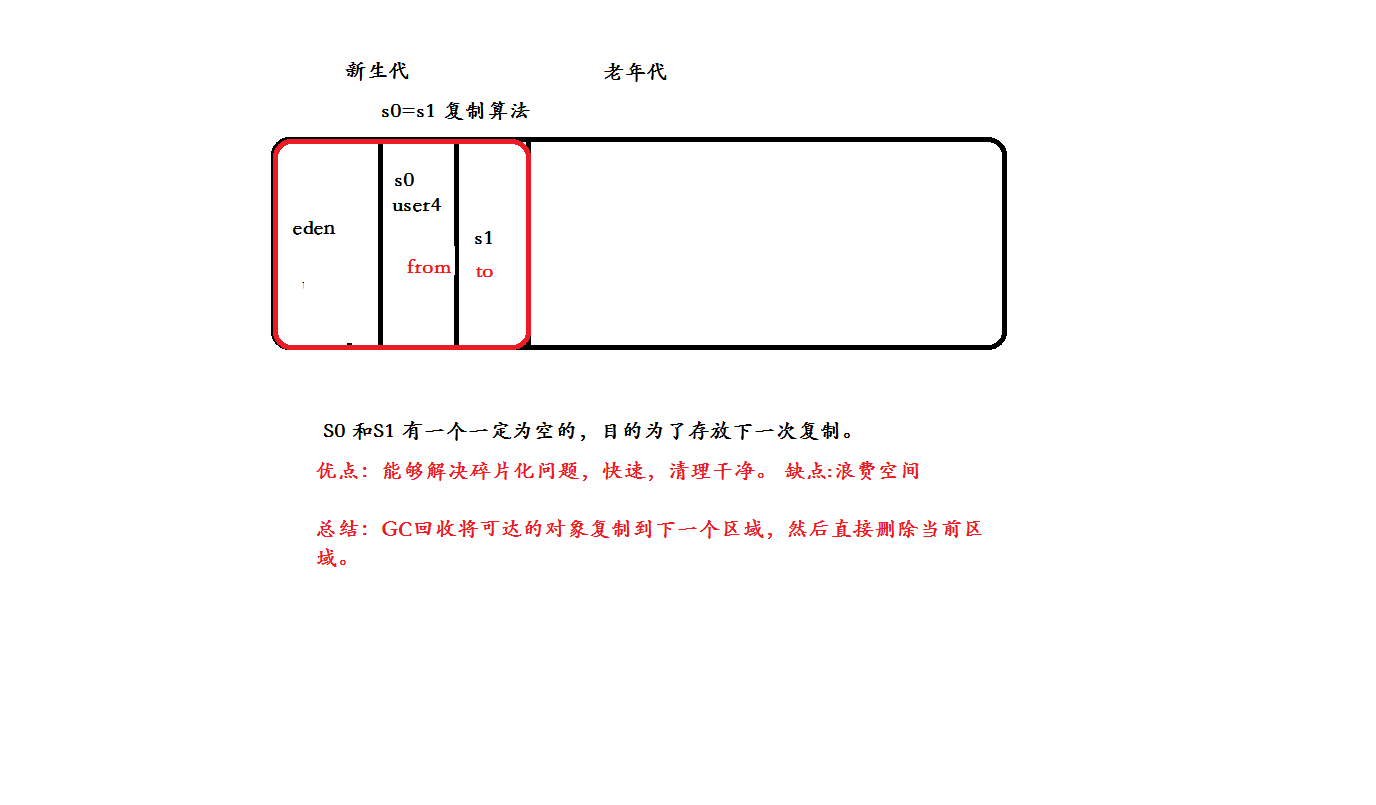 新生代 老年代
s0=s1 复制算法
s0
user4
eden
s1
from
to
S0 和S1 有一个一定为空的，目的为了存放下一次复制。
优点：能够解决碎片化问题，快速，清理干净。 缺点:浪费空间
总结：GC回收将可达的对象复制到下一个区域，然后直接删除当前区
域。